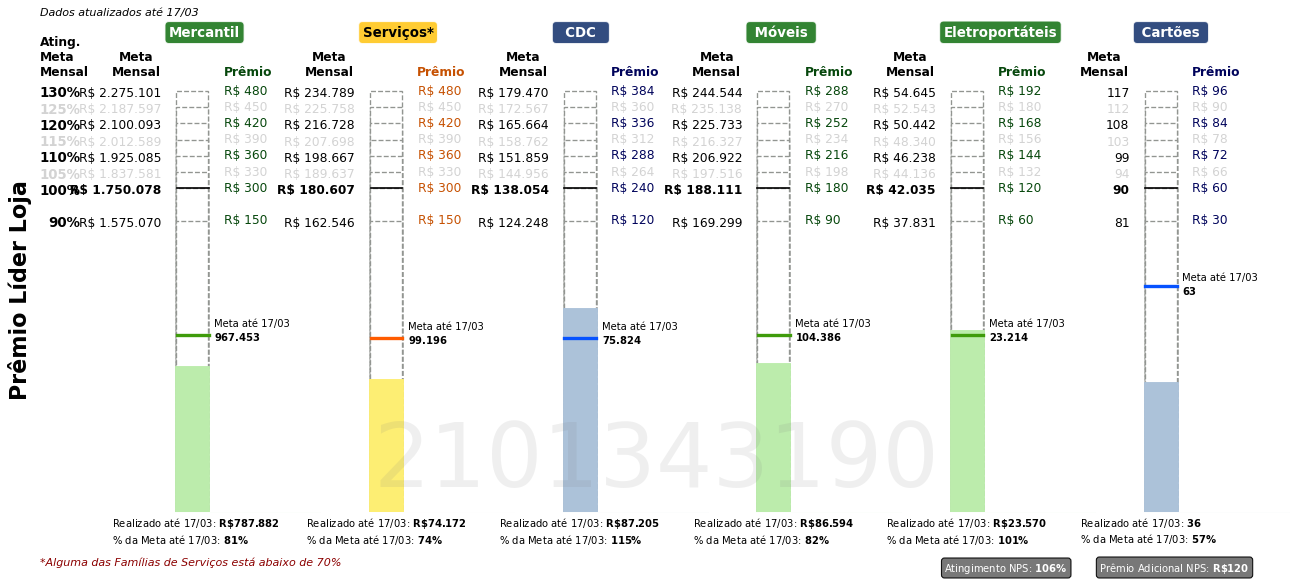 Dados atualizados até 17/03
Mercantil Serviços* CDC Móveis Eletroportáteis Cartões
Ating.
Meta Meta Meta Meta Meta Meta Meta
Mensal Mensal Prêmio Mensal Prêmio Mensal Prêmio Mensal Prêmio Mensal Prêmio Mensal Prêmio
130% R$ 2.275.101 R$ 480 R$ 234.789 R$ 480 R$ 179.470 R$ 384 R$ 244.544 R$ 288 R$ 54.645 R$ 192 117 R$ 96
125% R$ 2.187.597 R$ 450 R$ 225.758 R$ 450 R$ 172.567 R$ 360 R$ 235.138 R$ 270 R$ 52.543 R$ 180 112 R$ 90
120% R$ 2.100.093 R$ 420 R$ 216.728 R$ 420 R$ 165.664 R$ 336 R$ 225.733 R$ 252 R$ 50.442 R$ 168 108 R$ 84
115% R$ 2.012.589 R$ 390 R$ 207.698 R$ 390 R$ 158.762 R$ 312 R$ 216.327 R$ 234 R$ 48.340 R$ 156 103 R$ 78
110% R$ 1.925.085 R$ 360 R$ 198.667 R$ 360 R$ 151.859 R$ 288 R$ 206.922 R$ 216 R$ 46.238 R$ 144 99 R$ 72
105% R$ 1.837.581 R$ 330 R$ 189.637 R$ 330 R$ 144.956 R$ 264 R$ 197.516 R$ 198 R$ 44.136 R$ 132 94 R$ 66
100% R$ 1.750.078 R$ 300 R$ 180.607 R$ 300 R$ 138.054 R$ 240 R$ 188.111 R$ 180 R$ 42.035 R$ 120 90 R$ 60
90% R$ 1.575.070 R$ 150 R$ 162.546 R$ 150 R$ 124.248 R$ 120 R$ 169.299 R$ 90 R$ 37.831 R$ 60 81 R$ 30
Prêmio Líder Loja
Meta até 17/03 Meta até 17/03 Meta até 17/03 Meta até 17/03 Meta até 17/03 Meta até 17/03
967.453 99.196 75.824 104.386 23.214 63
2101343190
Realizado até 17/03: R$787.882 Realizado até 17/03: R$74.172 Realizado até 17/03: R$87.205 Realizado até 17/03: R$86.594 Realizado até 17/03: R$23.570 Realizado até 17/03: 36
% da Meta até 17/03: 81% % da Meta até 17/03: 74% % da Meta até 17/03: 115% % da Meta até 17/03: 82% % da Meta até 17/03: 101% % da Meta até 17/03: 57%
*Alguma das Famílias de Serviços está abaixo de 70% Atingimento NPS: 106% Prêmio Adicional NPS: R$120